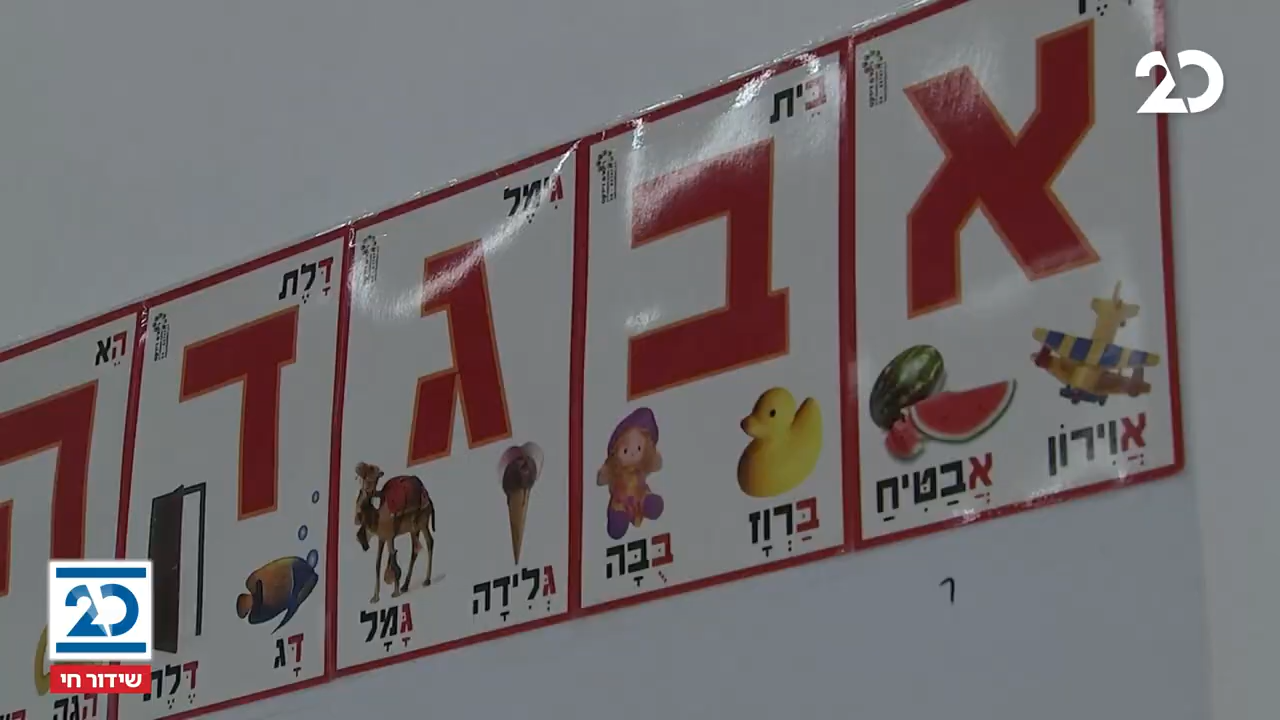 20
א
אֲוִירוֹן
אֲבַטִּיחַ
בֵּית
ב
בַּרְוָז
בֻּבָּה
גִּימֶל
ג
גְּלִידָה
גָּמָל
דָּלֶת
ד
דָּג
דֶּלֶת
הֵא
ה
הֶגֶה
20
שידור חי